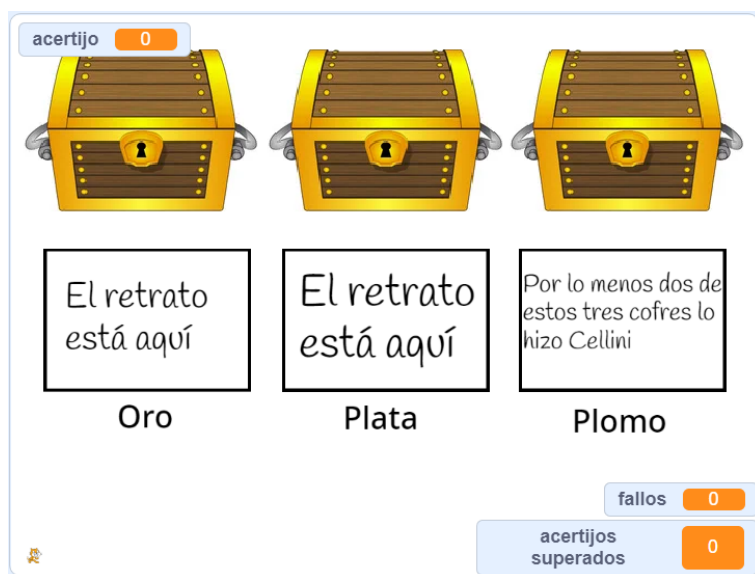 acertijo 0
El retrato
está aquí
El retrato
está aquí
Por lo menos dos de
estos tres cofres lo
hizo Cellini
Oro
Plata
Plomo
fallos 0
acertijos
superados 0